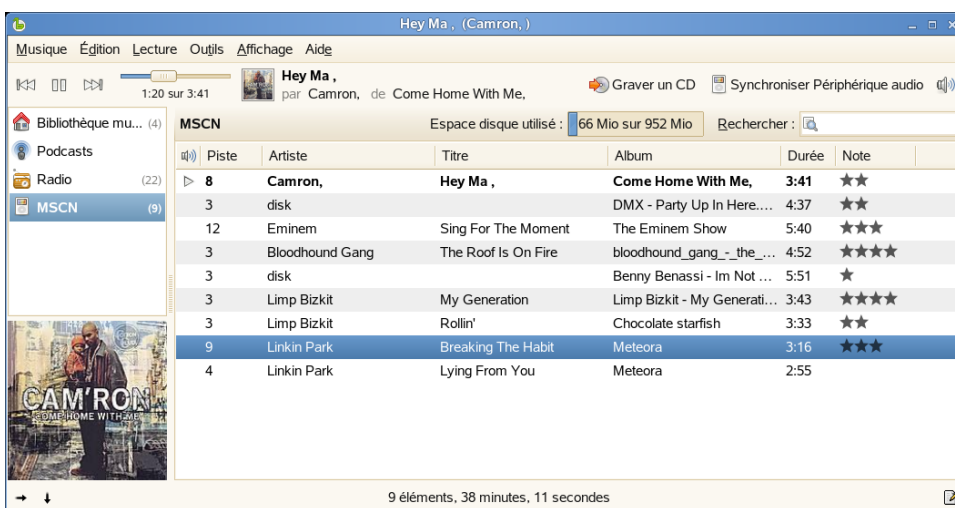 Hey Ma , (Camron, )
Musique Édition Lecture Outils Affichage Aide
1:20 sur 3:41
Hey Ma ,
par Camron, de Come Home With Me,
Graver un CD Synchroniser Périphérique audio
Bibliothèque mu... (4)
Podcasts
Radio (22)
MSCN (9)
MSCN Espace disque utilisé : 66 Mio sur 952 Mio Rechercher :
Piste Artiste Titre Album Durée Note
8 Camron, Hey Ma , Come Home With Me, 3:41
3 disk DMX - Party Up In Here.... 4:37
12 Eminem Sing For The Moment The Eminem Show 5:40
3 Bloodhound Gang The Roof Is On Fire bloodhound_gang_-_the_... 4:52
3 disk Benny Benassi - Im Not ... 5:51
3 Limp Bizkit My Generation Limp Bizkit - My Generati... 3:43
3 Limp Bizkit Rollin' Chocolate starfish 3:33
9 Linkin Park Breaking The Habit Meteora 3:16
4 Linkin Park Lying From You Meteora 2:55
CAM'RON
COME HOME WITH ME
9 éléments, 38 minutes, 11 secondes